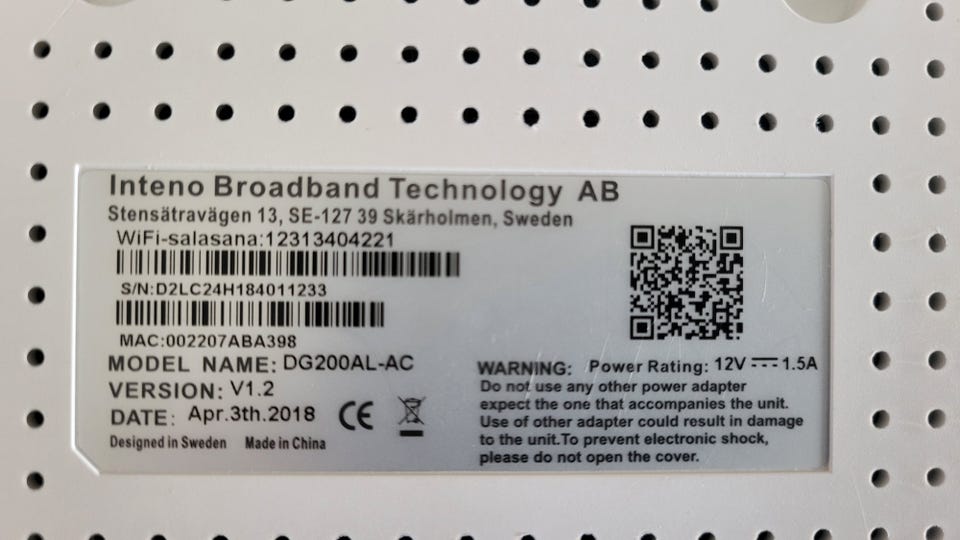 Inteno Broadband Technology AB
Stensätravägen 13, SE-127 39 Skärholmen, Sweden
WiFi-salasana:12313404221
S/N:D2LC24H184011233
MAC:002207ABA398
MODEL NAME: DG200AL-AC
VERSION: V1.2
DATE: Apr.3th.2018 CE
Designed in Sweden Made in China
WARNING: Power Rating: 12V 1.5A
Do not use any other power adapter
expect the one that accompanies the unit.
Use of other adapter could result in damage
to the unit.To prevent electronic shock,
please do not open the cover.